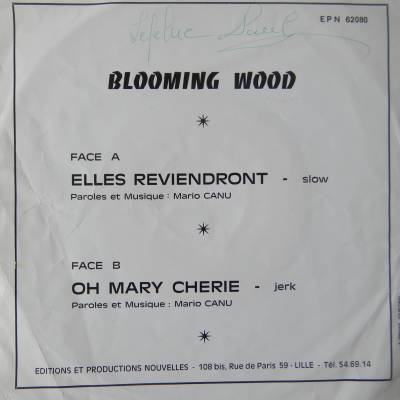 EPN 62080
BLOOMING WOOD
FACE A
ELLES REVIENDRONT - slow
Paroles et Musique : Mario CANU
FACE B
OH MARY CHERIE - jerk
Paroles et Musique : Mario CANU
EDITIONS ET PRODUCTIONS NOUVELLES - 108 bis, Rue de Paris 59 - LILLE - Tél. 54.69.14